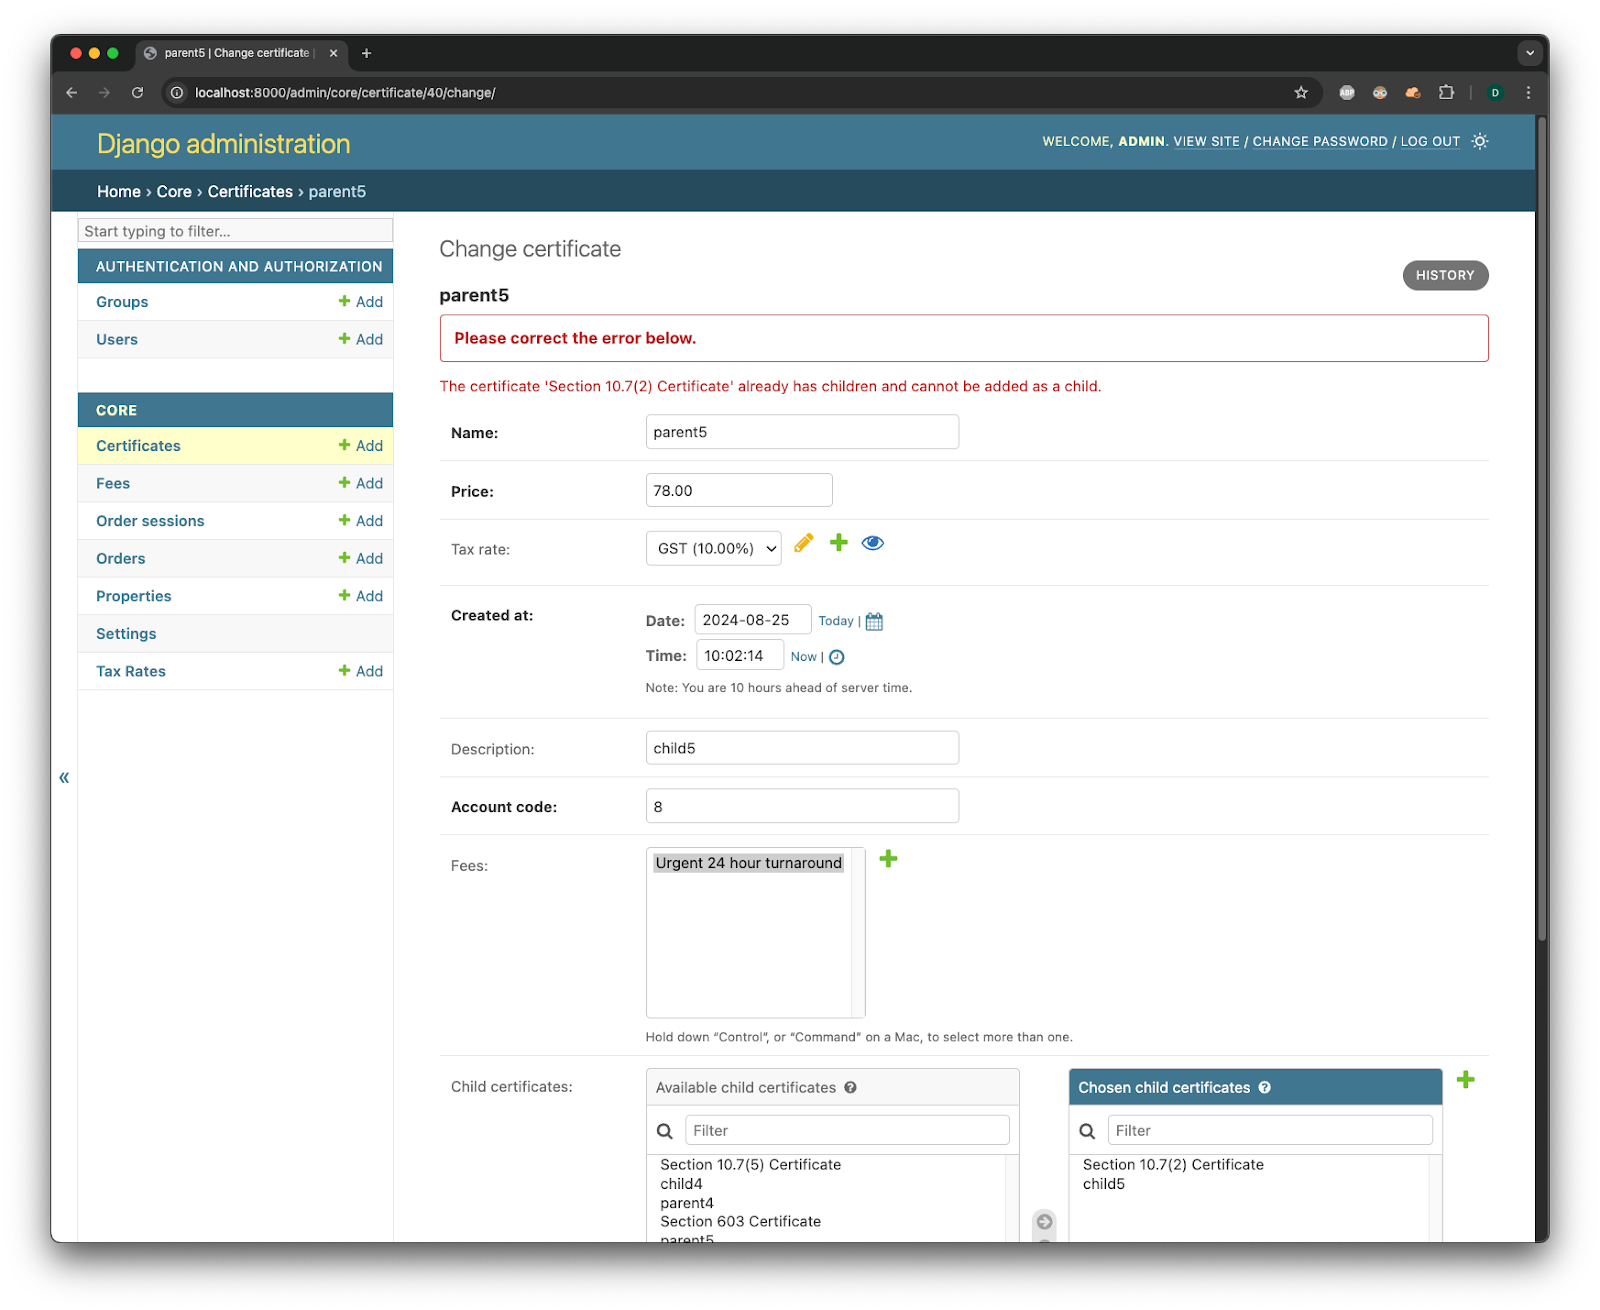 parent5 | Change certificate |
localhost:8000/admin/core/certificate/40/change/
ABP
D
Django administration
WELCOME, ADMIN. VIEW SITE / CHANGE PASSWORD / LOG OUT
Home › Core › Certificates › parent5
Start typing to filter...
AUTHENTICATION AND AUTHORIZATION
Groups + Add
Users + Add
CORE
Certificates + Add
Fees + Add
Order sessions + Add
Orders + Add
Properties + Add
Settings
Tax Rates + Add
«
Change certificate
HISTORY
parent5
Please correct the error below.
The certificate 'Section 10.7(2) Certificate' already has children and cannot be added as a child.
Name: parent5
Price: 78.00
Tax rate: GST (10.00%)
Created at:
Date: 2024-08-25 Today |
Time: 10:02:14 Now |
Note: You are 10 hours ahead of server time.
Description: child5
Account code: 8
Fees: Urgent 24 hour turnaround
Hold down “Control”, or “Command” on a Mac, to select more than one.
Child certificates:
Available child certificates ?
Filter
Section 10.7(5) Certificate
child4
parent4
Section 603 Certificate
parent5
Chosen child certificates ?
Filter
Section 10.7(2) Certificate
child5